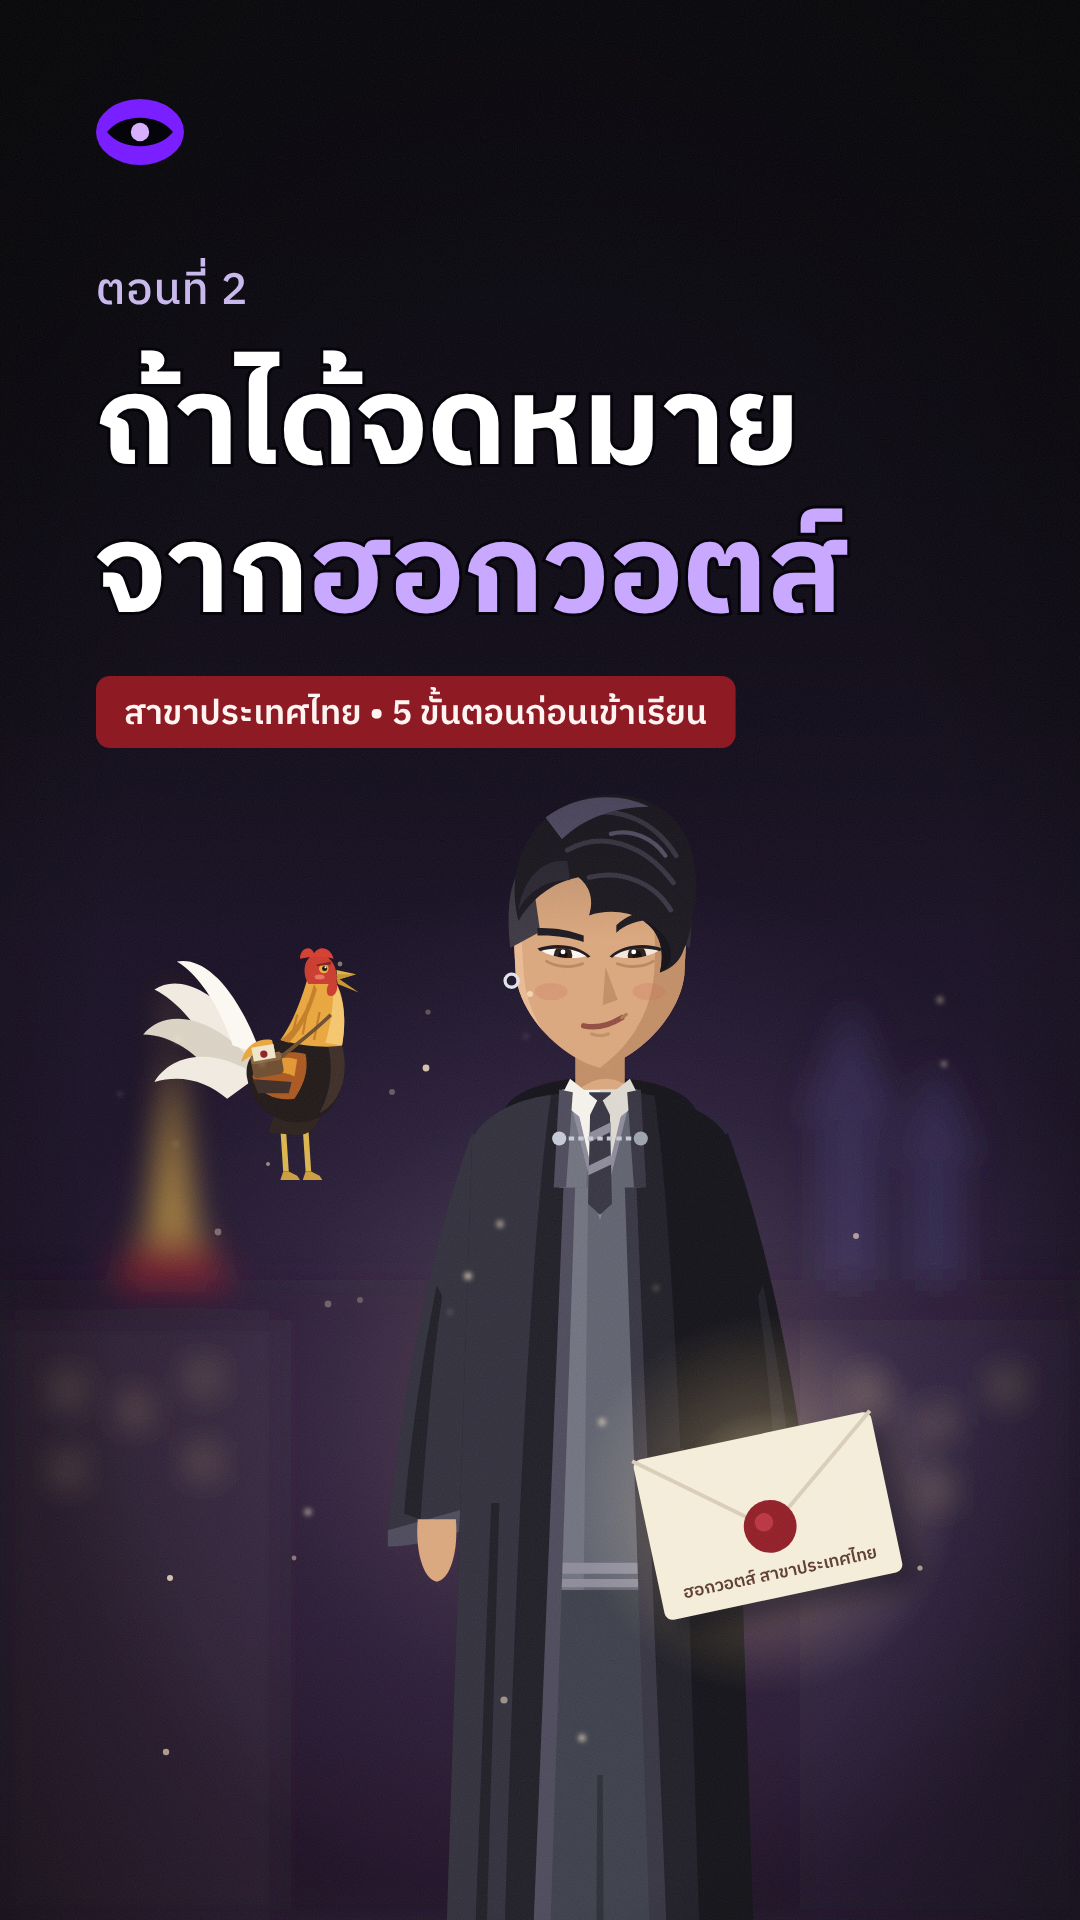 ตอนที่ 2
ถ้าได้จดหมาย
จากฮอกวอตส์
สาขาประเทศไทย • 5 ขั้นตอนก่อนเข้าเรียน
ฮอกวอตส์ สาขาประเทศไทย